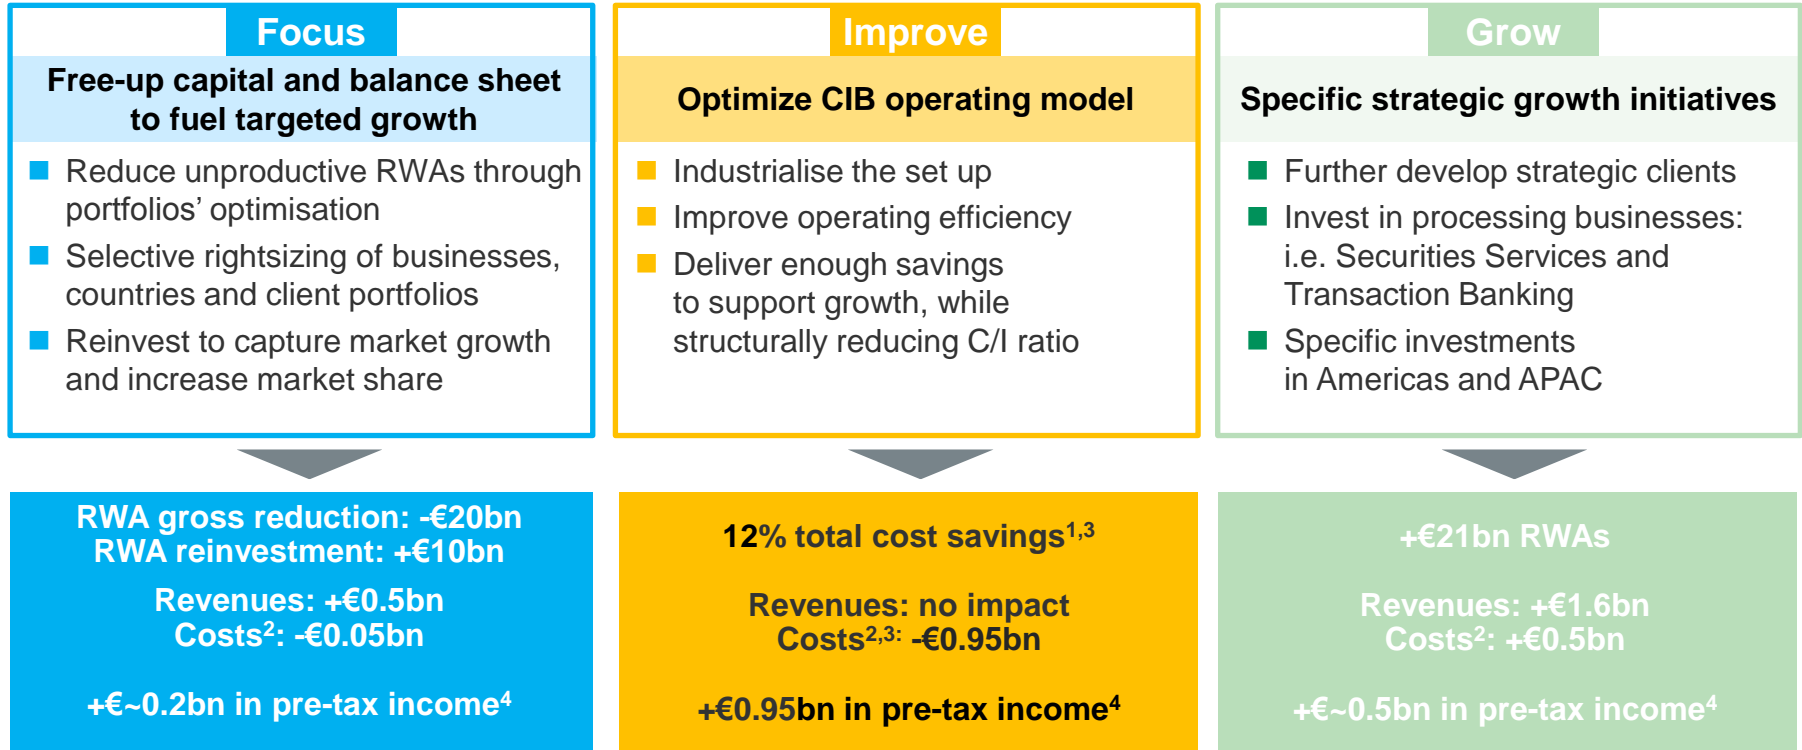 Focus
Free-up capital and balance sheet
to fuel targeted growth
Reduce unproductive RWAs through
portfolios’ optimisation
Selective rightsizing of businesses,
countries and client portfolios
Reinvest to capture market growth
and increase market share
RWA gross reduction: -€20bn
RWA reinvestment: +€10bn
Revenues: +€0.5bn
Costs²: -€0.05bn
+€~0.2bn in pre-tax income⁴
Improve
Optimize CIB operating model
Industrialise the set up
Improve operating efficiency
Deliver enough savings
to support growth, while
structurally reducing C/I ratio
12% total cost savings¹,³
Revenues: no impact
Costs²,³: -€0.95bn
+€0.95bn in pre-tax income⁴
Grow
Specific strategic growth initiatives
Further develop strategic clients
Invest in processing businesses:
i.e. Securities Services and
Transaction Banking
Specific investments
in Americas and APAC
+€21bn RWAs
Revenues: +€1.6bn
Costs²: +€0.5bn
+€~0.5bn in pre-tax income⁴